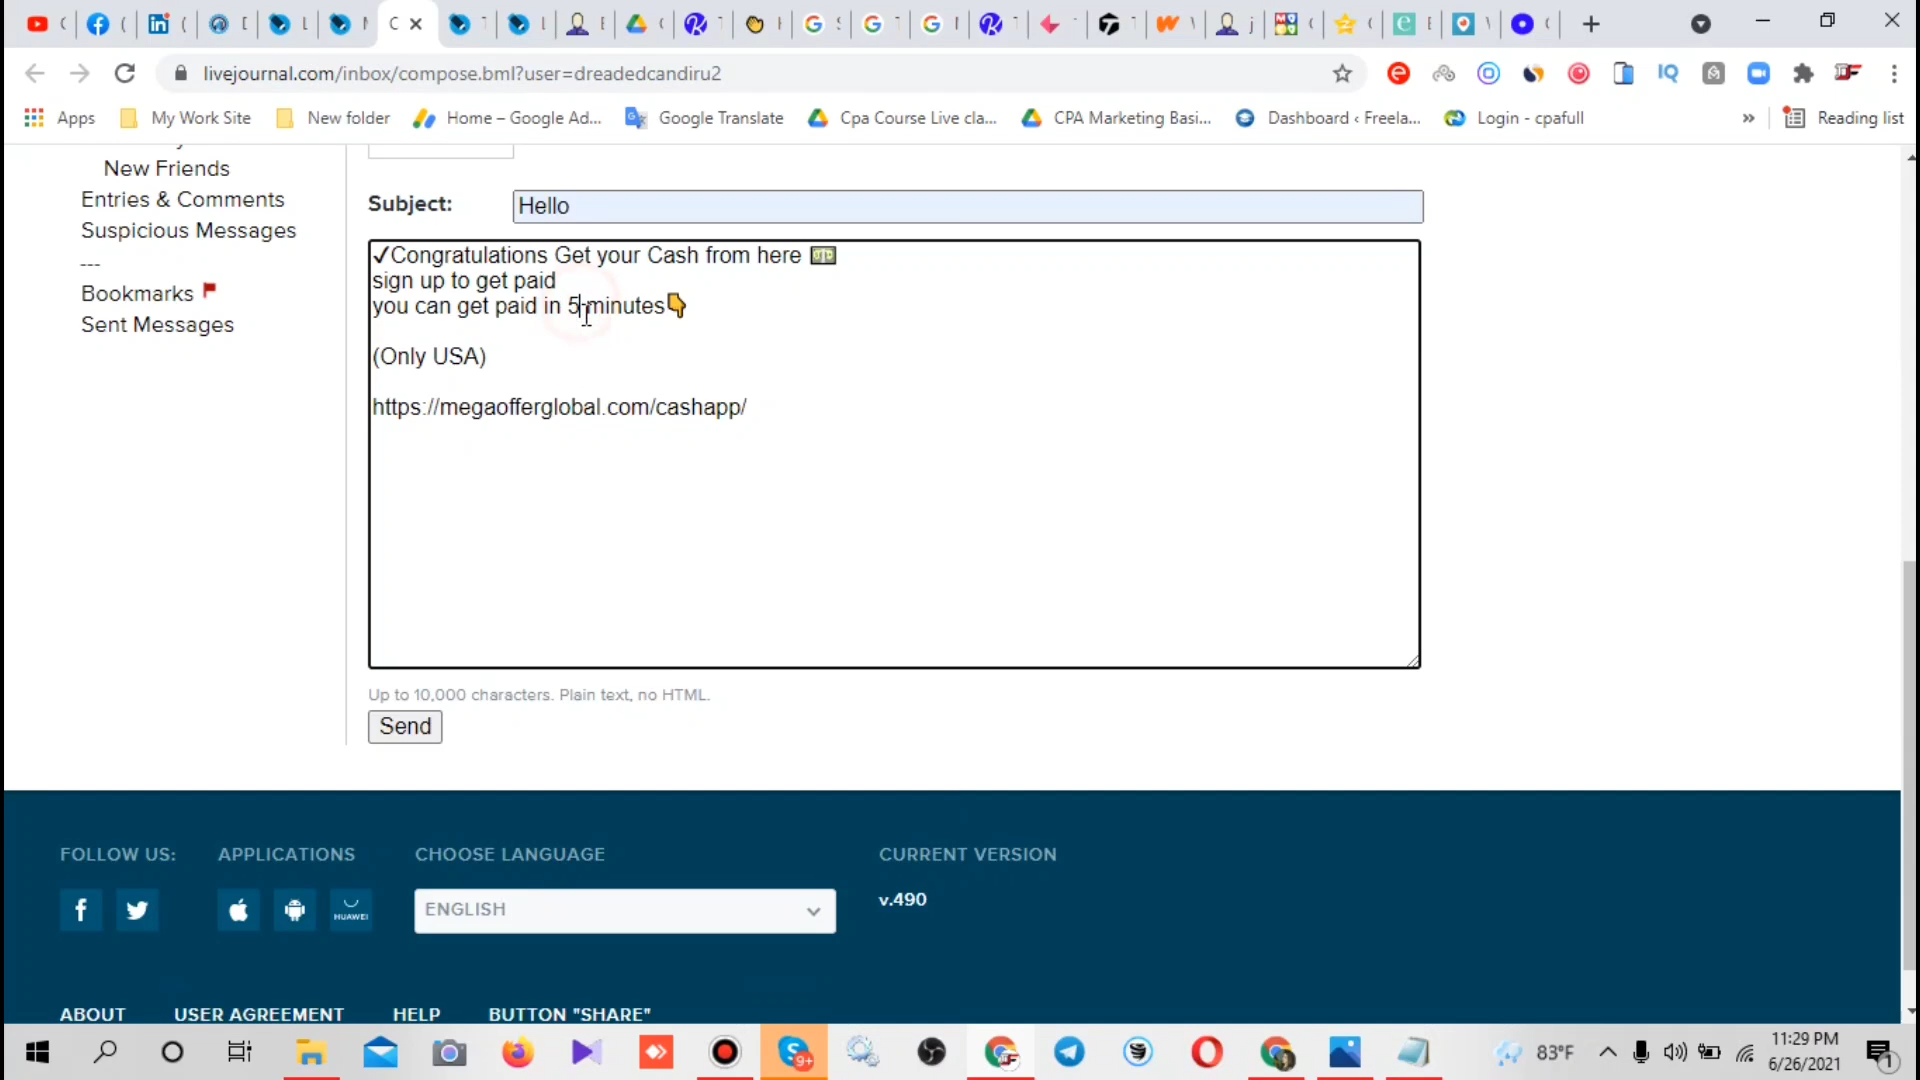 livejournal.com/inbox/compose.bml?user=dreadedcandiru2
Apps My Work Site New folder Home – Google Ad... Google Translate Cpa Course Live cla... CPA Marketing Basi... Dashboard ‹ Freela... Login - cpafull » Reading list
New Friends
Entries & Comments
Suspicious Messages
---
Bookmarks
Sent Messages
Subject: Hello
✓Congratulations Get your Cash from here 💵
sign up to get paid
you can get paid in 5 minutes👇
(Only USA)
https://megaofferglobal.com/cashapp/
Up to 10,000 characters. Plain text, no HTML.
Send
FOLLOW US: APPLICATIONS CHOOSE LANGUAGE CURRENT VERSION
HUAWEI
ENGLISH
v.490
ABOUT USER AGREEMENT HELP BUTTON "SHARE"
9+
83°F
11:29 PM
6/26/2021
1